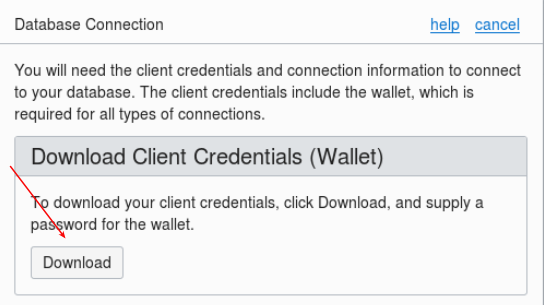 Database Connection help cancel
You will need the client credentials and connection information to connect
to your database. The client credentials include the wallet, which is
required for all types of connections.
Download Client Credentials (Wallet)
To download your client credentials, click Download, and supply a
password for the wallet.
Download